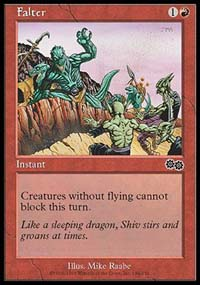 Falter
Instant
Creatures without flying cannot
block this turn.
Like a sleeping dragon, Shiv stirs and
groans at times.
Illus. Mike Raabe